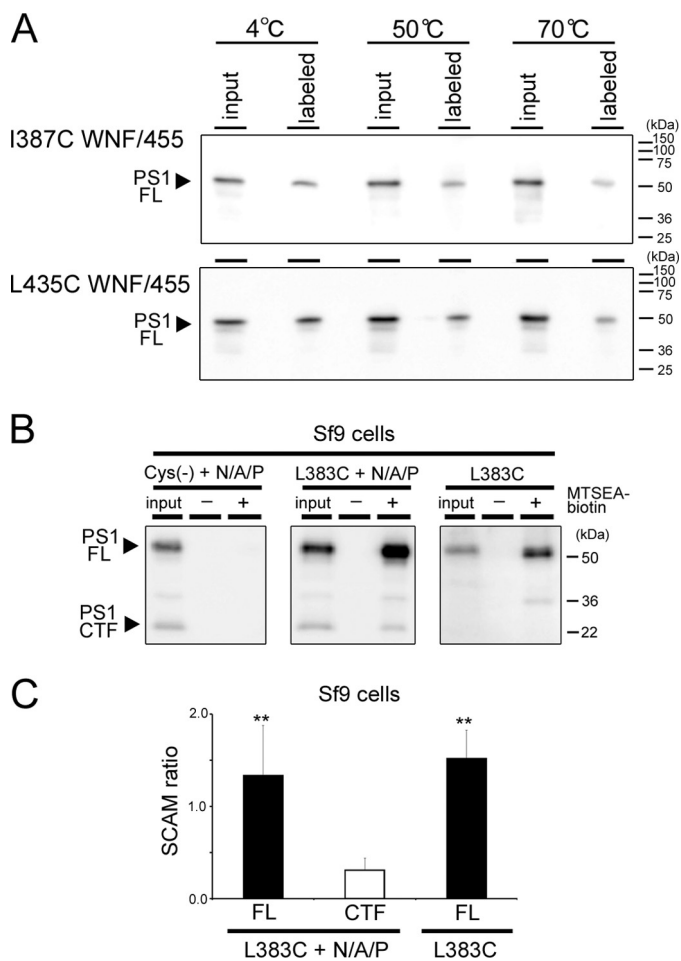 A
4°C 50°C 70°C
input labeled input labeled input labeled
(kDa)
I387C WNF/455
150
100
75
PS1
FL
50
36
25
(kDa)
L435C WNF/455
150
100
75
PS1
FL
50
36
25
B
Sf9 cells
Cys(-) + N/A/P L383C + N/A/P L383C
input − + input − + input − + MTSEA-
biotin
(kDa)
PS1
FL
50
36
PS1
CTF
22
C
Sf9 cells
2.0
** **
SCAM ratio
1.0
0.0
FL CTF FL
L383C + N/A/P L383C